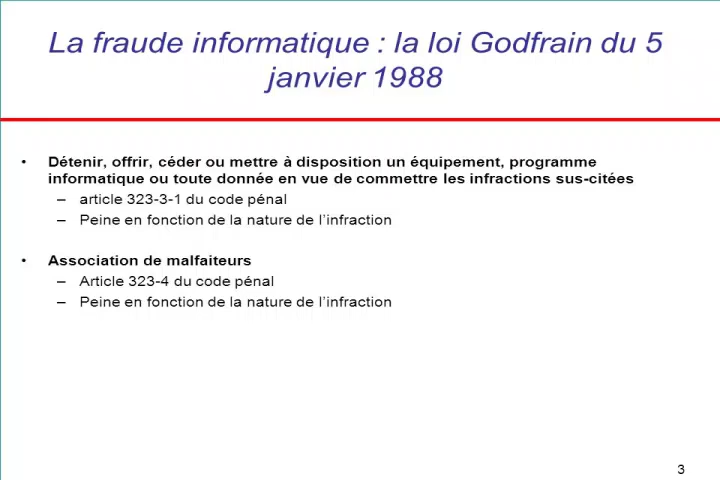 La fraude informatique : la loi Godfrain du 5
janvier 1988
• Détenir, offrir, céder ou mettre à disposition un équipement, programme
informatique ou toute donnée en vue de commettre les infractions sus-citées
– article 323-3-1 du code pénal
– Peine en fonction de la nature de l’infraction
• Association de malfaiteurs
– Article 323-4 du code pénal
– Peine en fonction de la nature de l’infraction
3